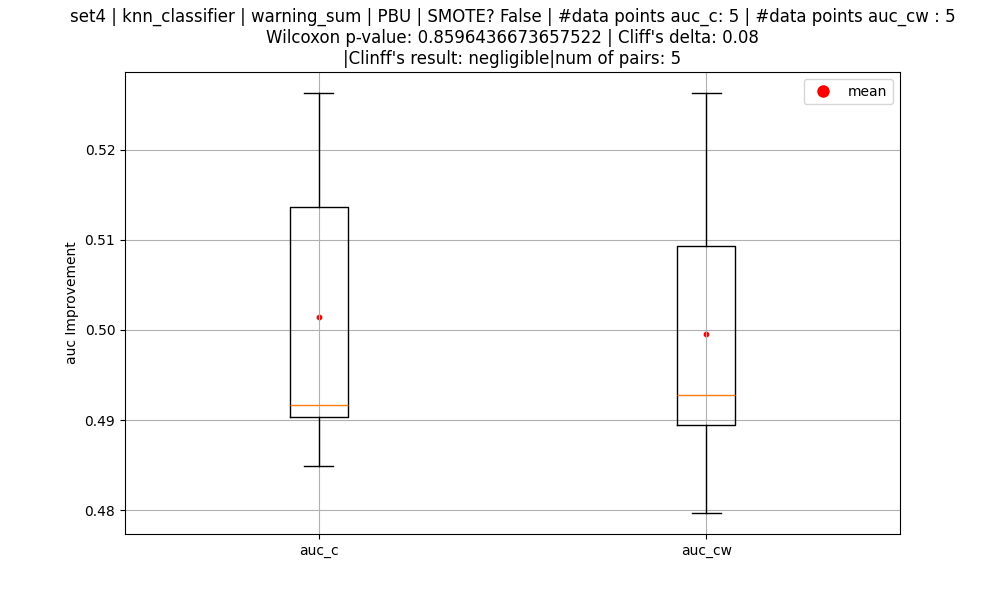 set4 | knn_classifier | warning_sum | PBU | SMOTE? False | #data points auc_c: 5 | #data points auc_cw : 5
Wilcoxon p-value: 0.8596436673657522 | Cliff's delta: 0.08
|Clinff's result: negligible|num of pairs: 5
mean
0.52
0.51
0.50
0.49
0.48
auc Improvement
auc_c
auc_cw